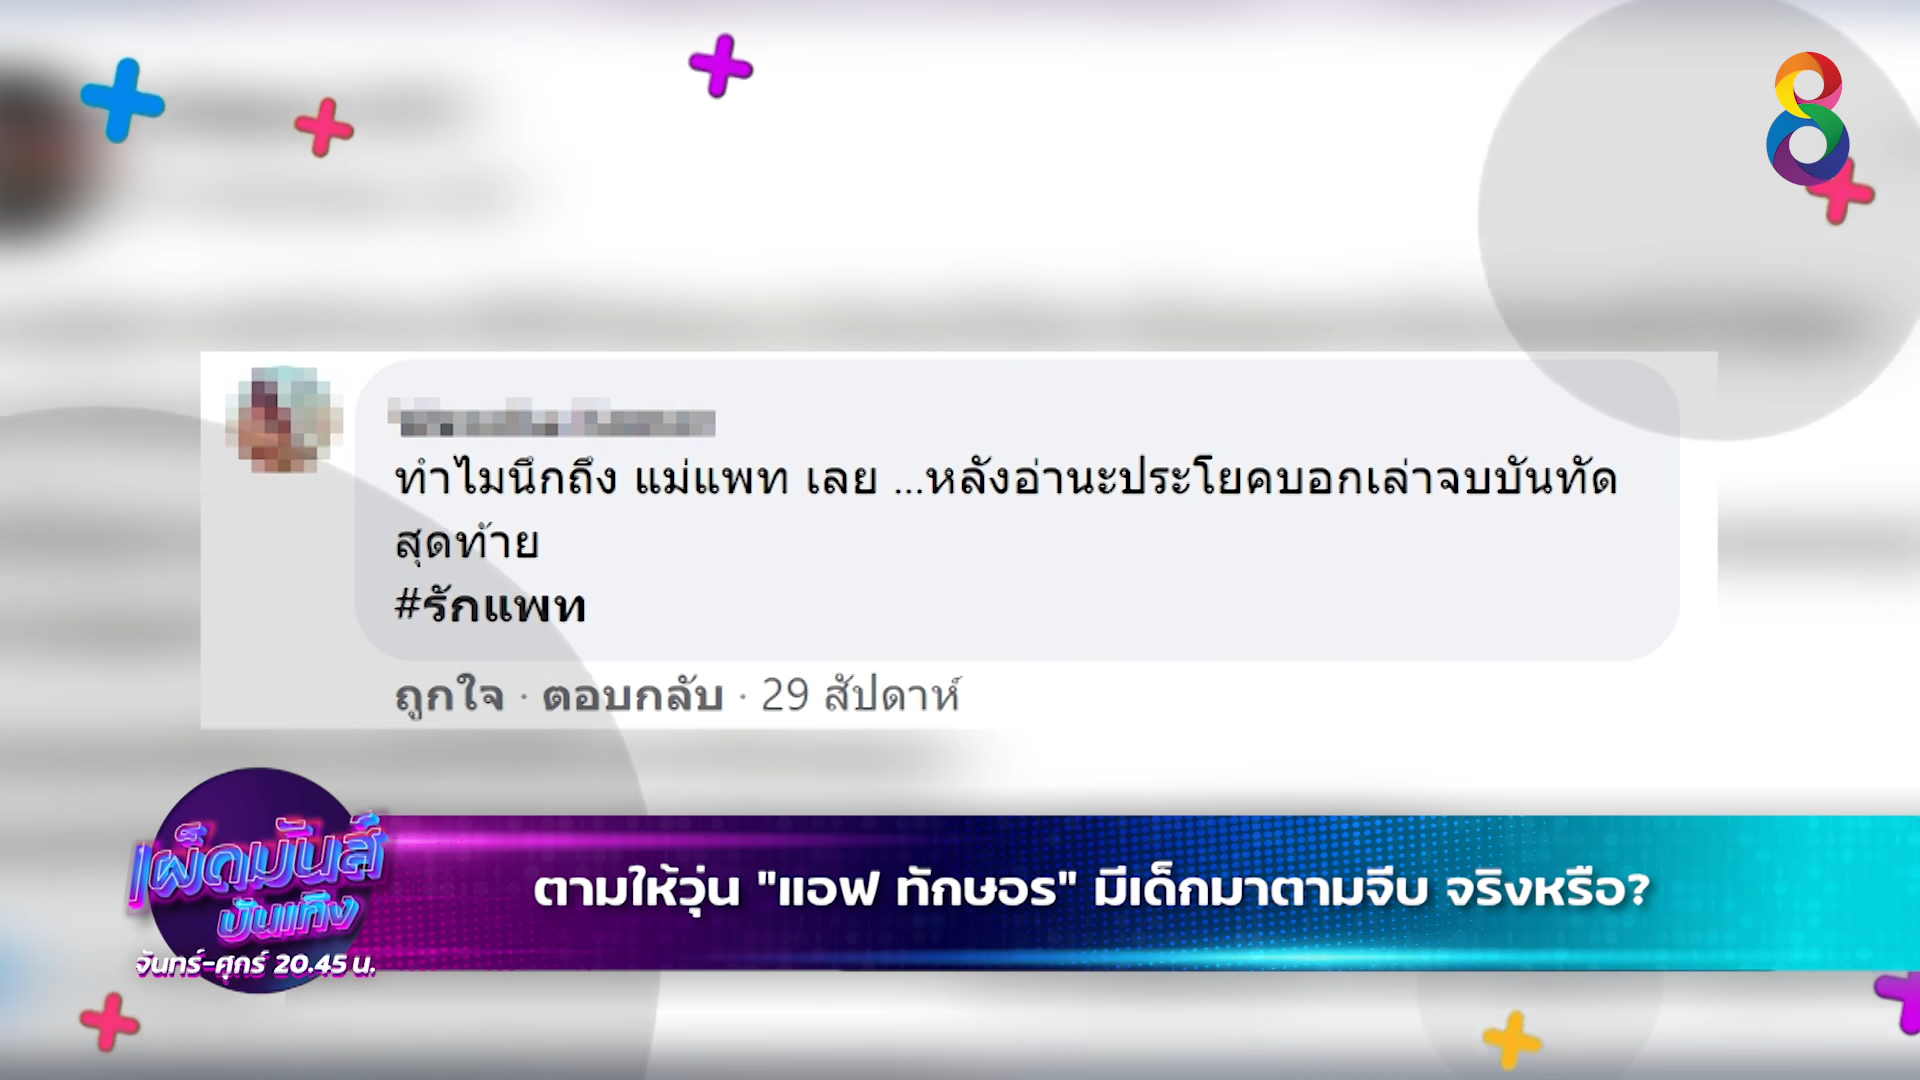 8
ทำไมนึกถึง แม่แพท เลย ...หลังอ่านะประโยคบอกเล่าจบบันทัด
สุดท้าย
#รักแพท
ถูกใจ · ตอบกลับ · 29 สัปดาห์
เผ็ดมันส์
บันเทิง
จันทร์-ศุกร์ 20.45 น.
ตามให้วุ่น "แอฟ ทักษอร" มีเด็กมาตามจีบ จริงหรือ?